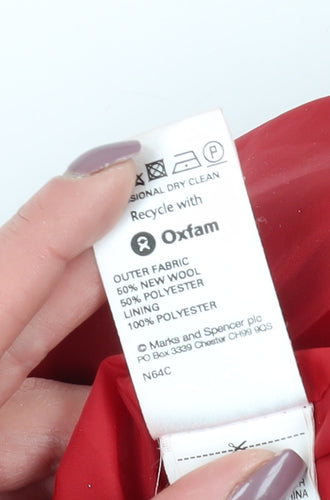 P
SIONAL DRY CLEAN
Recycle with
Oxfam
OUTER FABRIC
50% NEW WOOL
50% POLYESTER
LINING
100% POLYESTER
© Marks and Spencer plc
PO Box 3339 Chester CH99 9QS
N64C